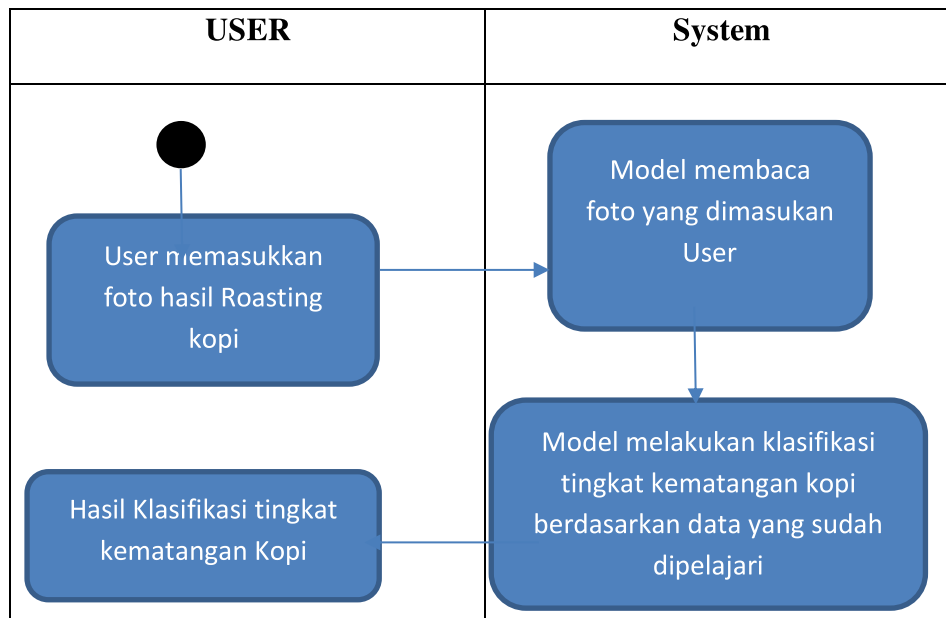 USER
System
User memasukkan
foto hasil Roasting
kopi
Model membaca
foto yang dimasukan
User
Model melakukan klasifikasi
tingkat kematangan kopi
berdasarkan data yang sudah
dipelajari
Hasil Klasifikasi tingkat
kematangan Kopi